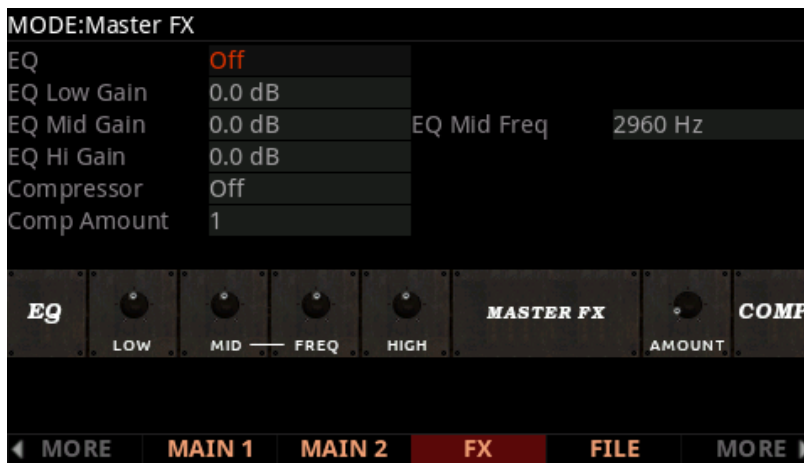 MODE:Master FX
EQ Off
EQ Low Gain 0.0 dB
EQ Mid Gain 0.0 dB EQ Mid Freq 2960 Hz
EQ Hi Gain 0.0 dB
Compressor Off
Comp Amount 1
EQ MASTER FX COMP
LOW MID FREQ HIGH AMOUNT
MORE MAIN 1 MAIN 2 FX FILE MORE